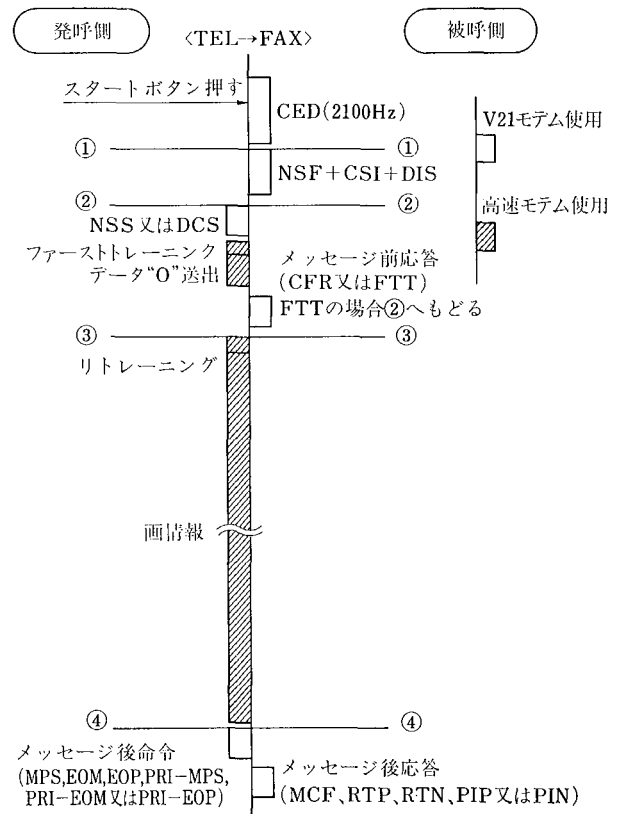 発呼側
〈TEL→FAX〉
被呼側
スタートボタン押す
CED(2100Hz)
V21モデム使用
①
①
NSF+CSI+DIS
②
②
高速モテム使用
NSS又はDCS
ファーストトレーニング
データ“O”送出
メッセージ前応答
(CFR又はFTT)
FTTの場合②へもどる
③
③
リトレーニング
画情報
④
④
メッセージ後命令
(MPS,EOM,EOP,PRI−MPS,
PRI−EOM又はPRI−EOP)
メッセージ後応答
(MCF、RTP、RTN、PIP又はPIN)